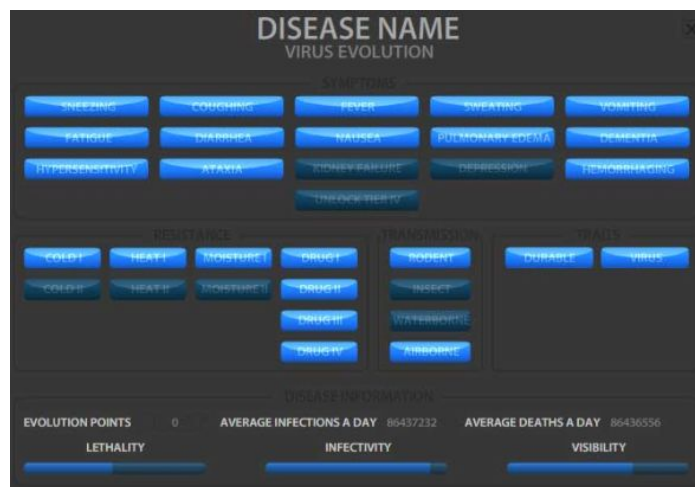 DISEASE NAME
VIRUS EVOLUTION
SYMPTOMS
SNEEZING COUGHING FEVER SWEATING VOMITING
FATIGUE DIARRHEA NAUSEA PULMONARY EDEMA DEMENTIA
HYPERSENSITIVITY ATAXIA KIDNEY FAILURE DEPRESSION HEMORRHAGING
UNLOCK TIER IV
RESISTANCE TRANSMISSION TRAITS
COLD I HEAT I MOISTURE I DRUG I RODENT DURABLE VIRUS
COLD II HEAT II MOISTURE II DRUG II INSECT
DRUG III WATERBORNE
DRUG IV AIRBORNE
DISEASE INFORMATION
EVOLUTION POINTS 0 AVERAGE INFECTIONS A DAY 86437232 AVERAGE DEATHS A DAY 86436556
LETHALITY INFECTIVITY VISIBILITY